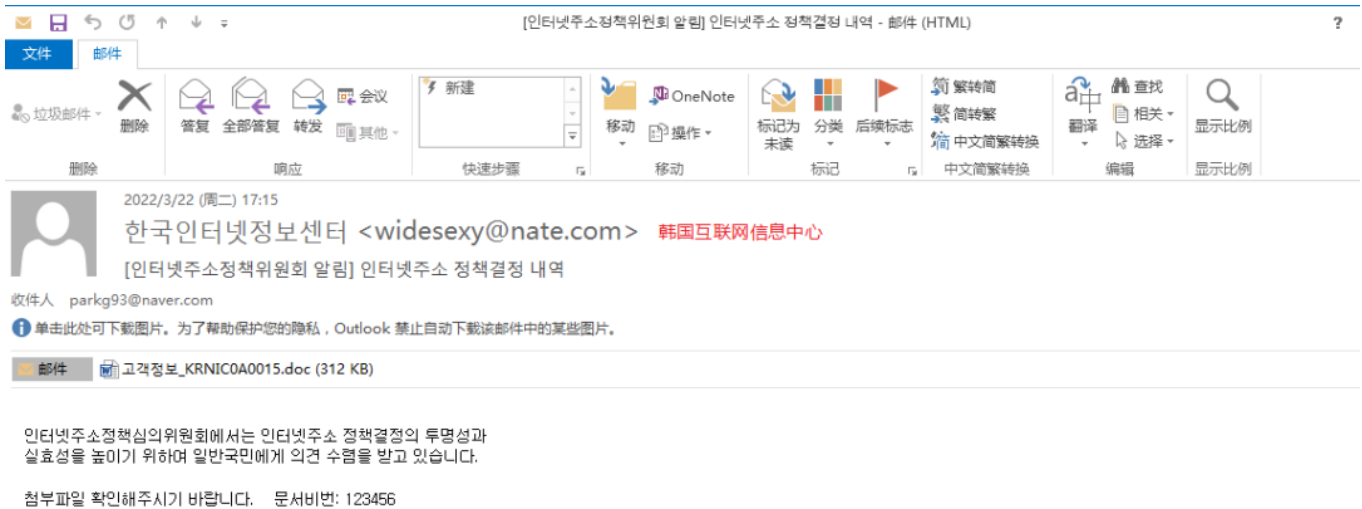 [인터넷주소정책위원회 알림] 인터넷주소 정책결정 내역 - 邮件 (HTML)
?
文件 邮件
垃圾邮件
删除
答复
全部答复
转发
会议
其他
新建
移动
OneNote
操作
标记为
未读
分类
后续标志
繁转简
简转繁
中文简繁转换
翻译
查找
相关
选择
显示比例
删除 响应 快速步骤 移动 标记 中文简繁转换 编辑 显示比例
2022/3/22 (周二) 17:15
한국인터넷정보센터 <widesexy@nate.com> 韩国互联网信息中心
[인터넷주소정책위원회 알림] 인터넷주소 정책결정 내역
收件人 parkg93@naver.com
单击此处可下载图片。为了帮助保护您的隐私，Outlook 禁止自动下载该邮件中的某些图片。
邮件 고객정보_KRNIC0A0015.doc (312 KB)
인터넷주소정책심의위원회에서는 인터넷주소 정책결정의 투명성과
실효성을 높이기 위하여 일반국민에게 의견 수렴을 받고 있습니다.
첨부파일 확인해주시기 바랍니다. 문서비번: 123456